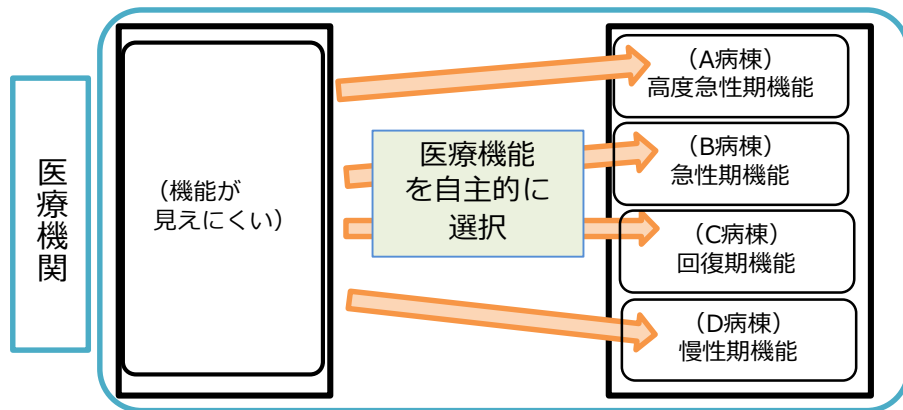 医療機関
（機能が
見えにくい）
医療機能
を自主的に
選択
（A病棟）
高度急性期機能
（B病棟）
急性期機能
（C病棟）
回復期機能
（D病棟）
慢性期機能